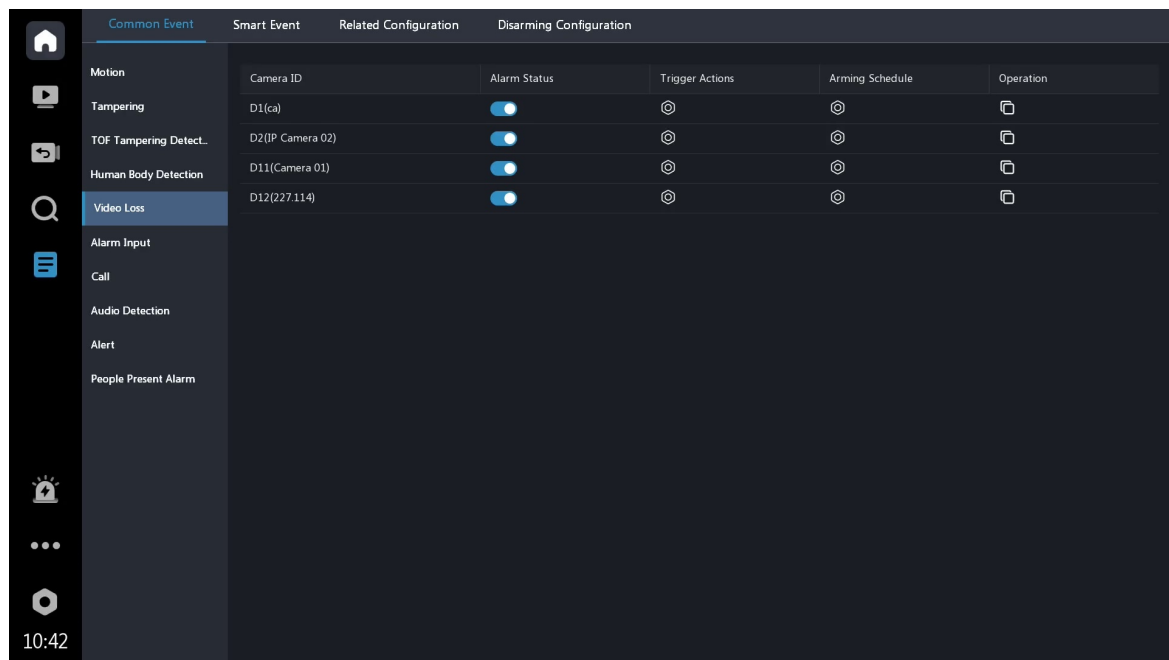 Common Event Smart Event Related Configuration Disarming Configuration
Motion
Tampering
TOF Tampering Detect..
Human Body Detection
Video Loss
Alarm Input
Call
Audio Detection
Alert
People Present Alarm
Camera ID Alarm Status Trigger Actions Arming Schedule Operation
D1(ca)
D2(IP Camera 02)
D11(Camera 01)
D12(227.114)
10:42